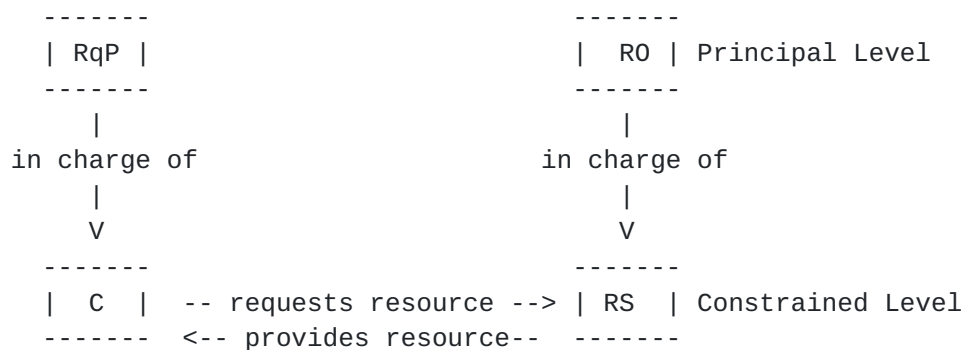 -------                           -------
| RqP |                           |  RO | Principal Level
-------                           -------
|                                 |
in charge of                      in charge of
|                                 |
V                                 V
-------                           -------
|  C  |  -- requests resource --> | RS  | Constrained Level
-------  <-- provides resource--  -------